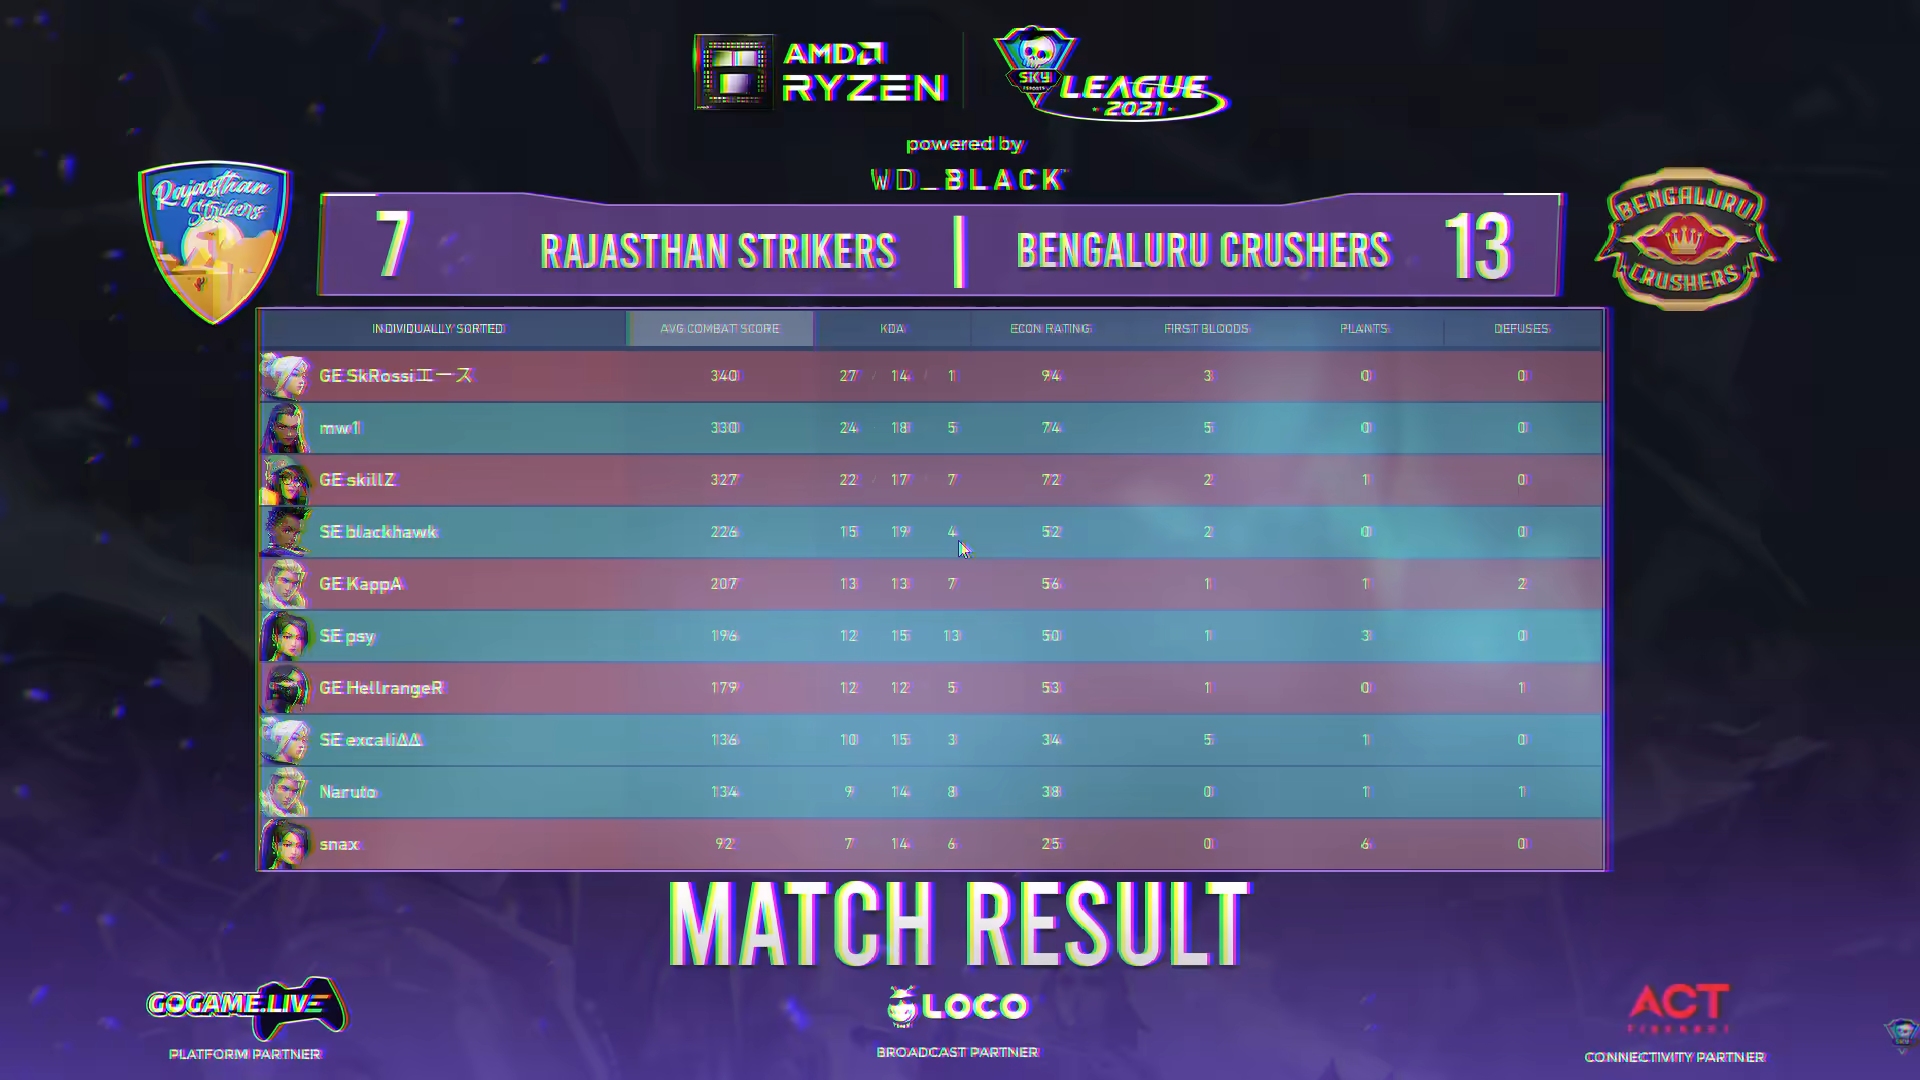 AMD RYZEN
SKY ESPORTS LEAGUE 2021
powered by
WD_BLACK
Rajasthan Strikers
7 RAJASTHAN STRIKERS | BENGALURU CRUSHERS 13
BENGALURU CRUSHERS
INDIVIDUALLY SORTED AVG COMBAT SCORE KDA ECON RATING FIRST BLOODS PLANTS DEFUSES
GE SkRossiエース 340 27 / 14 / 1 94 3 0 0
mw1 330 24 18 5 74 5 0 0
GE skillZ 327 22 17 7 72 2 1 0
SE blackhawk 226 15 19 4 52 2 0 0
GE KappA 207 13 13 7 56 1 1 2
SE psy 196 12 15 13 50 1 3 0
GE HellrangeR 179 12 12 5 53 1 0 1
SE excaliΔΔ 136 10 15 3 34 5 1 0
Naruto 134 9 14 8 38 0 1 1
snax 92 7 14 6 25 0 6 0
MATCH RESULT
GOGAME.LIVE
PLATFORM PARTNER
LOCO
BROADCAST PARTNER
ACT
CONNECTIVITY PARTNER